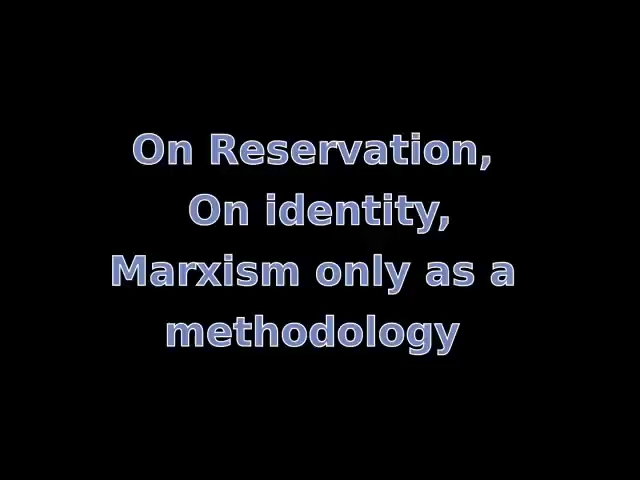 On Reservation,
On identity,
Marxism only as a
methodology